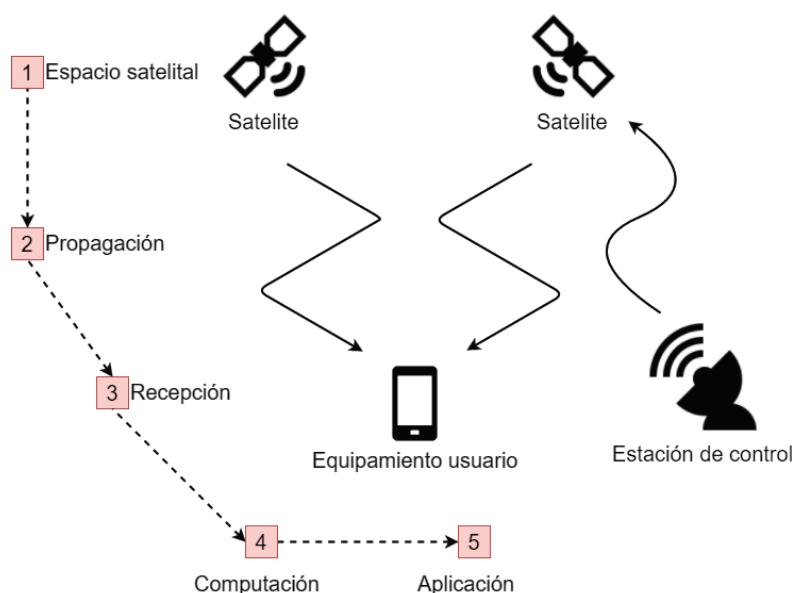 1 Espacio satelital
Satelite
Satelite
2 Propagación
3 Recepción
Equipamiento usuario
Estación de control
4
5
Computación
Aplicación